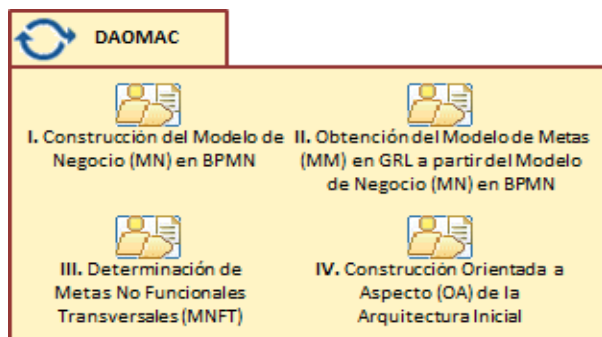 DAOMAC
I. Construcción del Modelo de
Negocio (MN) en BPMN
II. Obtención del Modelo de Metas
(MM) en GRL a partir del Modelo
de Negocio (MN) en BPMN
III. Determinación de
Metas No Funcionales
Transversales (MNFT)
IV. Construcción Orientada a
Aspecto (OA) de la
Arquitectura Inicial